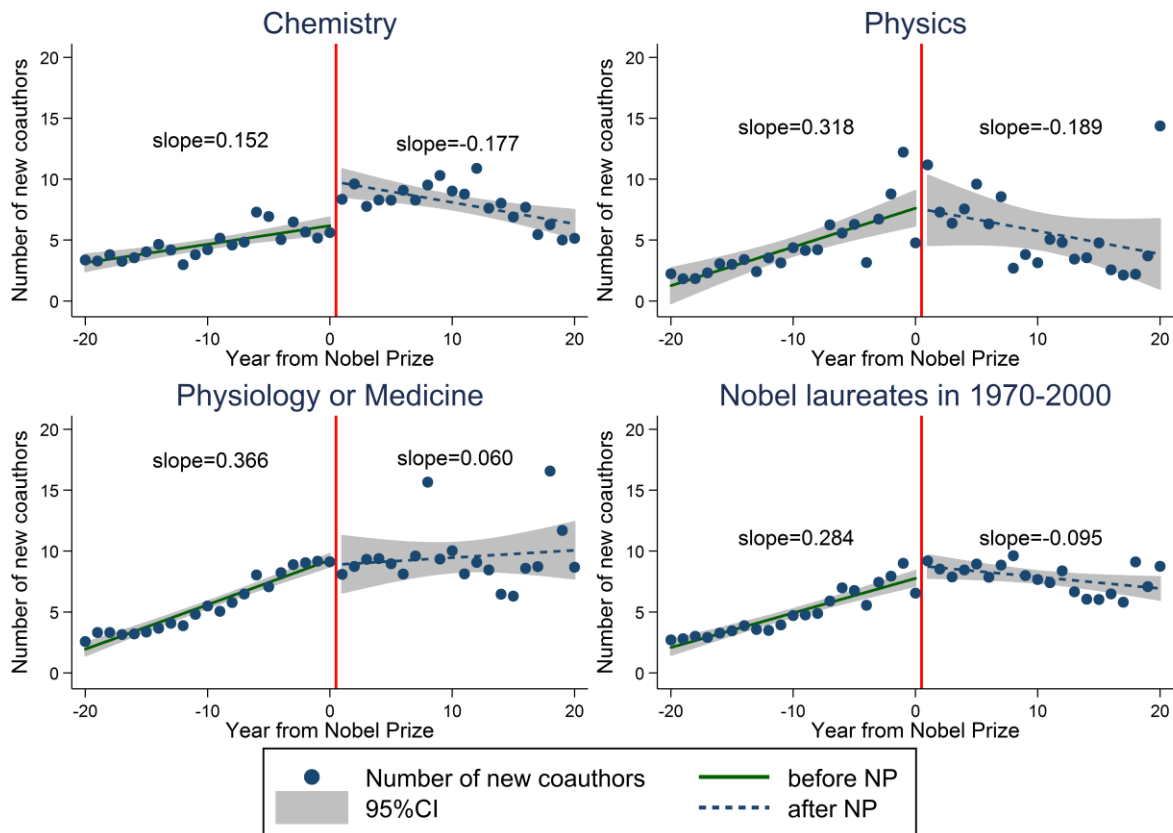 Chemistry
Number of new coauthors
20
15
10
5
0
slope=0.152
slope=-0.177
-20
-10
0
10
20
Year from Nobel Prize
Physics
Number of new coauthors
20
15
10
5
0
slope=0.318
slope=-0.189
-20
-10
0
10
20
Year from Nobel Prize
Physiology or Medicine
Number of new coauthors
20
15
10
5
0
slope=0.366
slope=0.060
-20
-10
0
10
20
Year from Nobel Prize
Nobel laureates in 1970-2000
Number of new coauthors
20
15
10
5
0
slope=0.284
slope=-0.095
-20
-10
0
10
20
Year from Nobel Prize
Number of new coauthors
before NP
95%CI
after NP